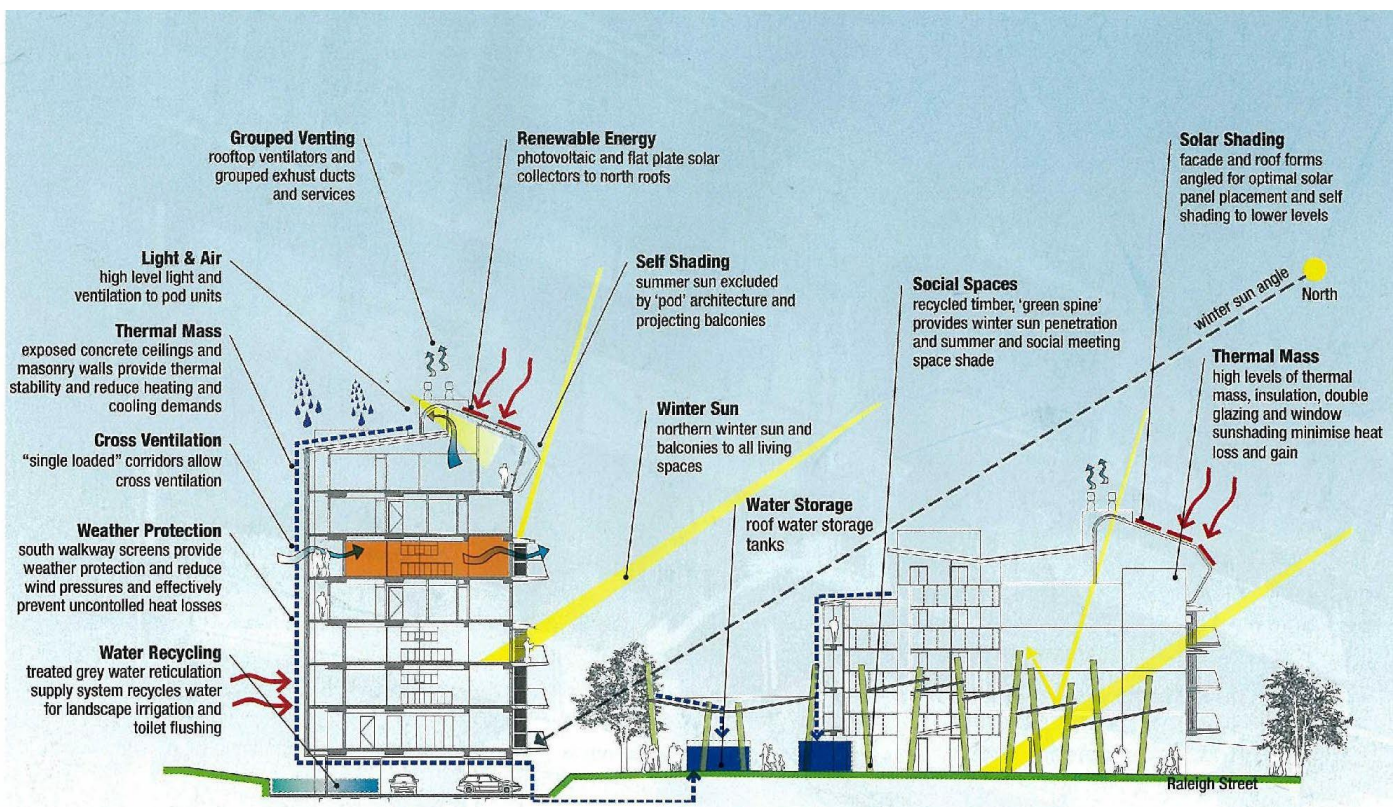 Grouped Venting
rooftop ventilators and
grouped exhust ducts
and services
Renewable Energy
photovoltaic and flat plate solar
collectors to north roofs
Solar Shading
facade and roof forms
angled for optimal solar
panel placement and self
shading to lower levels
Light & Air
high level light and
ventilation to pod units
Self Shading
summer sun excluded
by 'pod' architecture and
projecting balconies
Social Spaces
recycled timber, 'green spine'
provides winter sun penetration
and summer and social meeting
space shade
winter sun angle
North
Thermal Mass
exposed concrete ceilings and
masonry walls provide thermal
stability and reduce heating and
cooling demands
Thermal Mass
high levels of thermal
mass, insulation, double
glazing and window
sunshading minimise heat
loss and gain
Winter Sun
northern winter sun and
balconies to all living
spaces
Cross Ventilation
"single loaded" corridors allow
cross ventilation
Water Storage
roof water storage
tanks
Weather Protection
south walkway screens provide
weather protection and reduce
wind pressures and effectively
prevent uncontolled heat losses
Water Recycling
treated grey water reticulation
supply system recycles water
for landscape irrigation and
toilet flushing
Raleigh Street